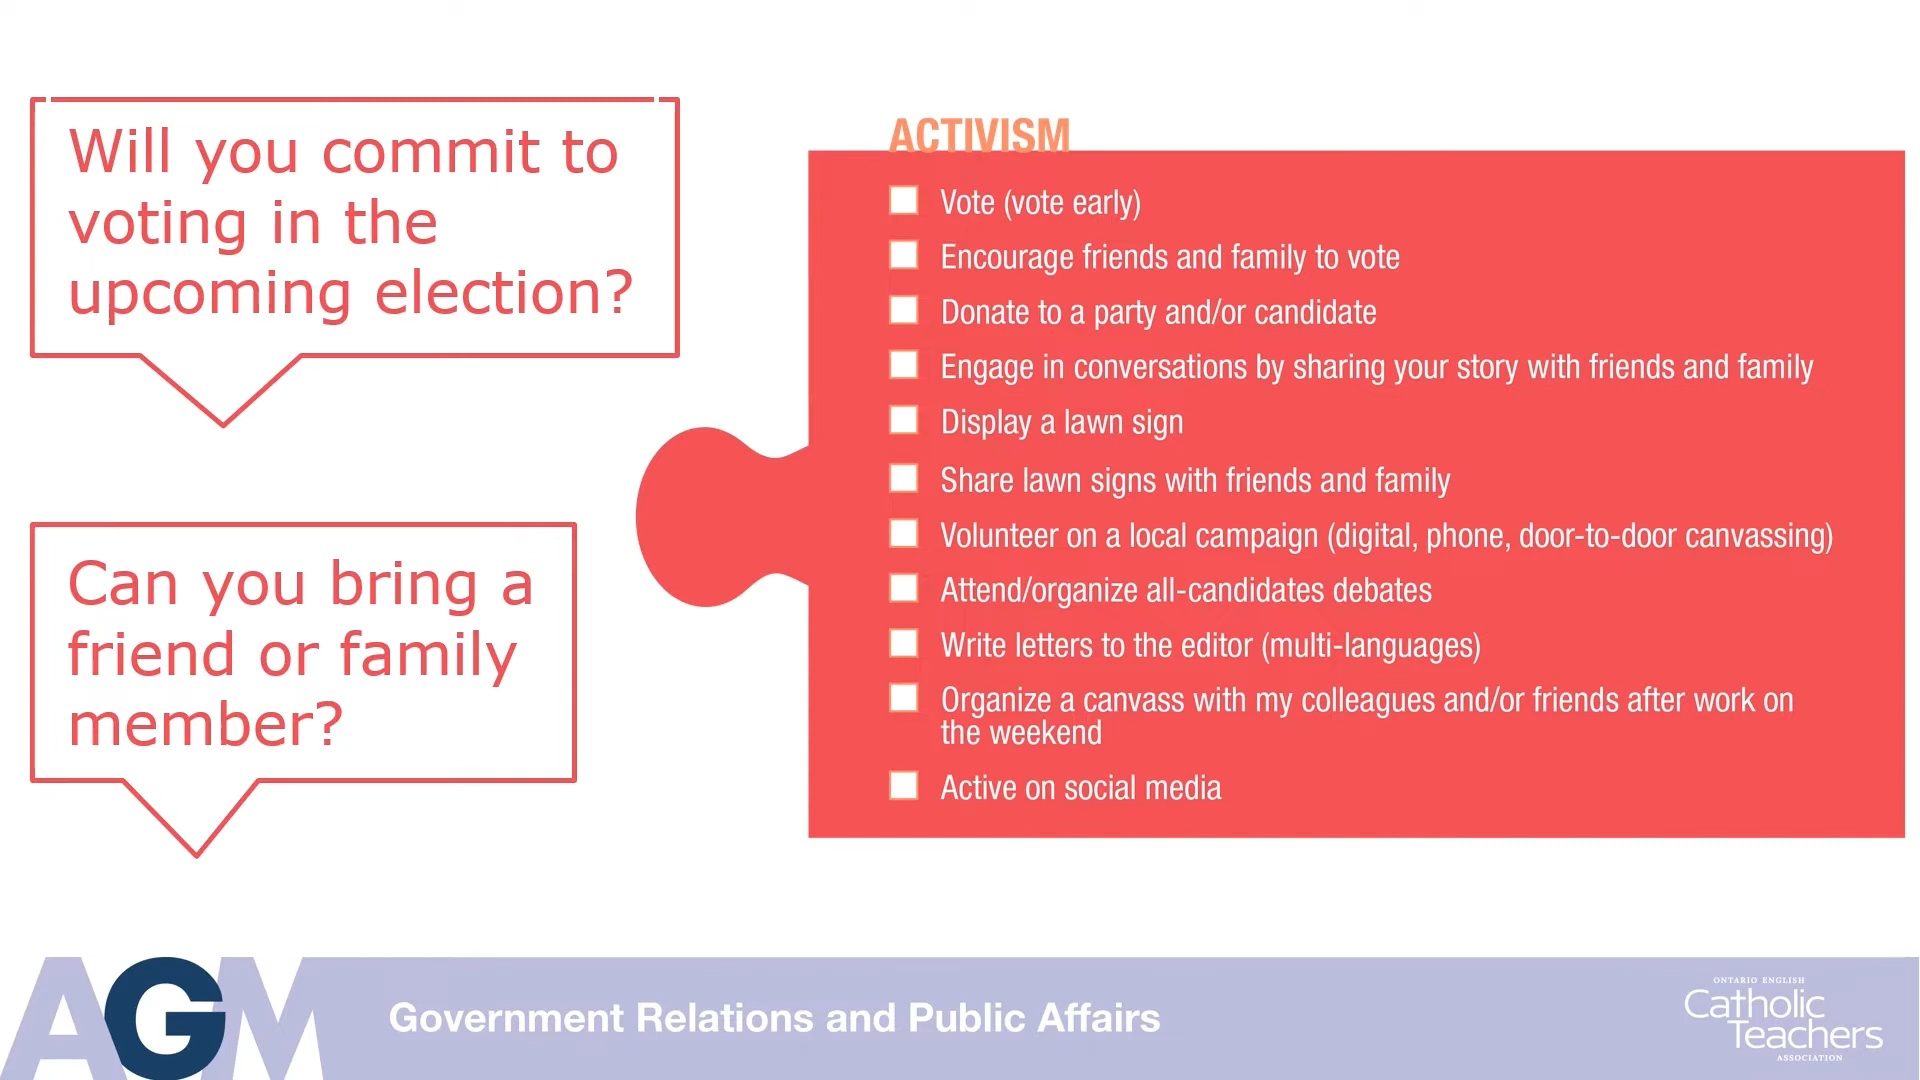 Will you commit to
voting in the
upcoming election?
Can you bring a
friend or family
member?
ACTIVISM
Vote (vote early)
Encourage friends and family to vote
Donate to a party and/or candidate
Engage in conversations by sharing your story with friends and family
Display a lawn sign
Share lawn signs with friends and family
Volunteer on a local campaign (digital, phone, door-to-door canvassing)
Attend/organize all-candidates debates
Write letters to the editor (multi-languages)
Organize a canvass with my colleagues and/or friends after work on
the weekend
Active on social media
AGM
Government Relations and Public Affairs
ONTARIO ENGLISH
Catholic
Teachers
ASSOCIATION